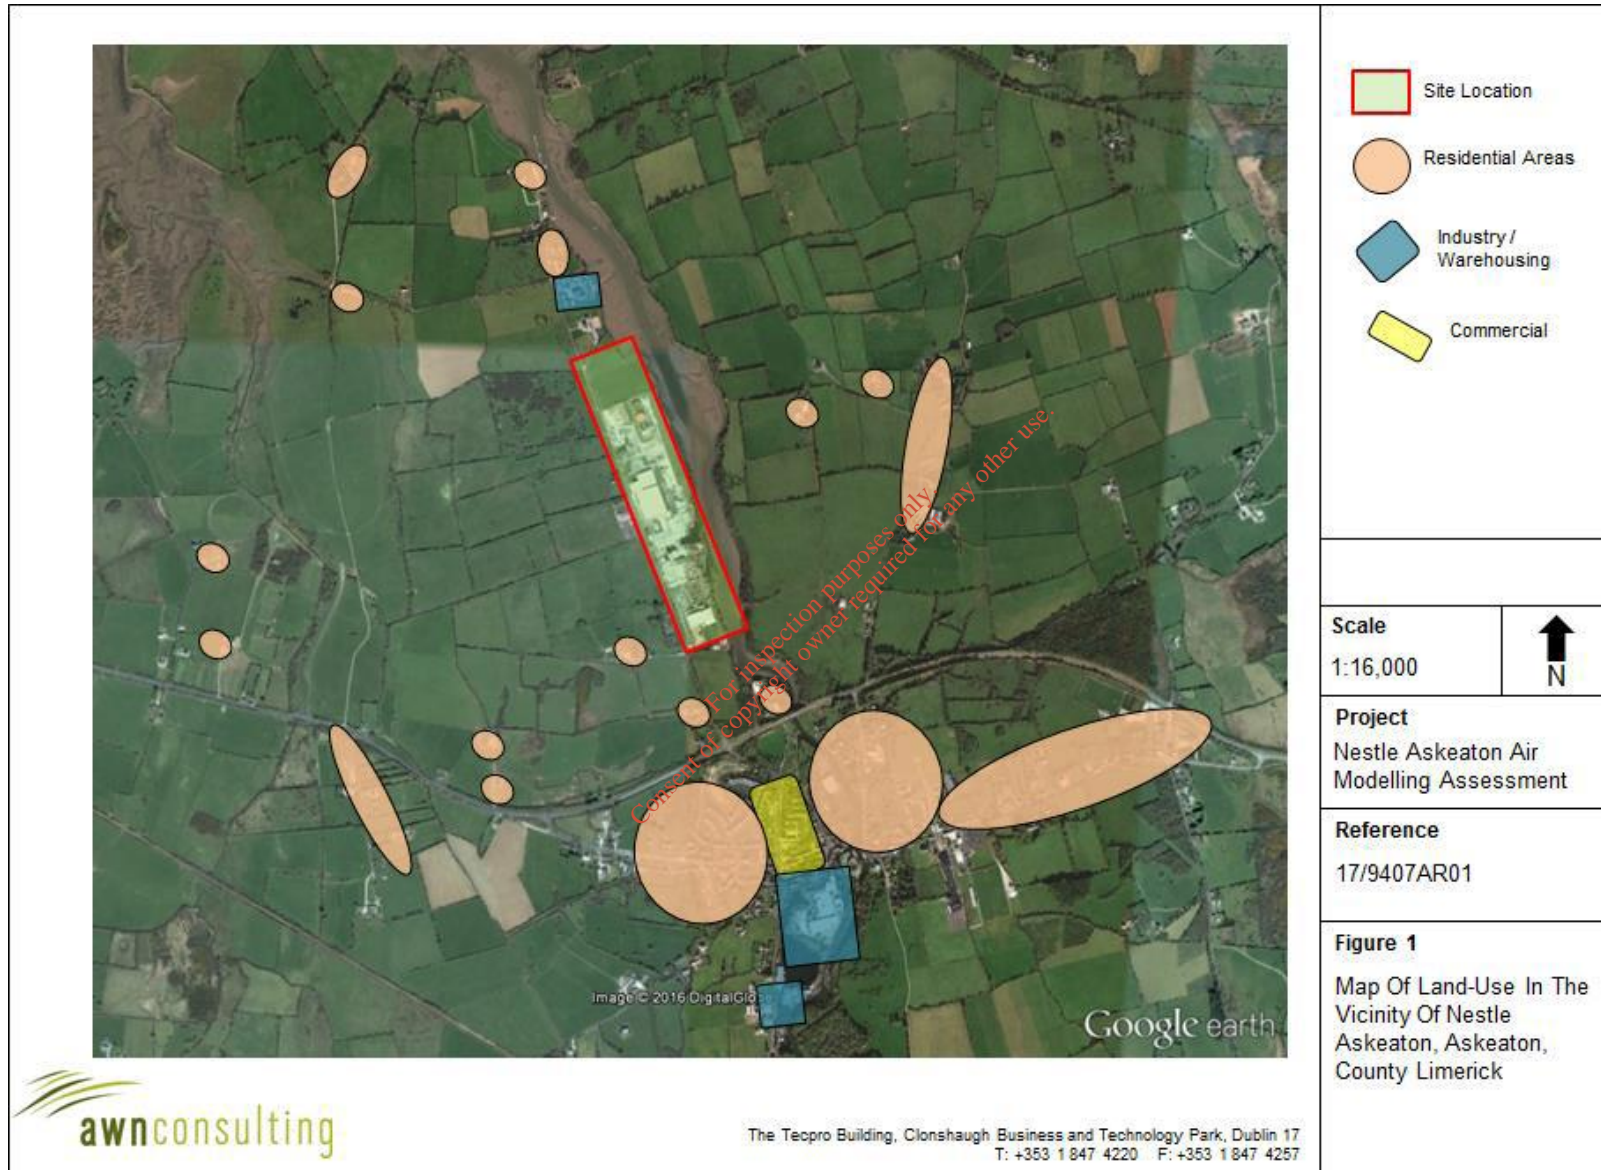 Site Location
Residential Areas
Industry /
Warehousing
Commercial
For inspection purposes only.
Consent of copyright owner required for any other use.
Image © 2016 DigitalGlobe
Google earth
Scale
1:16,000
N
Project
Nestle Askeaton Air
Modelling Assessment
Reference
17/9407AR01
Figure 1
Map Of Land-Use In The
Vicinity Of Nestle
Askeaton, Askeaton,
County Limerick
awnconsulting
The Tecpro Building, Clonshaugh Business and Technology Park, Dublin 17
T: +353 1 847 4220 F: +353 1 847 4257